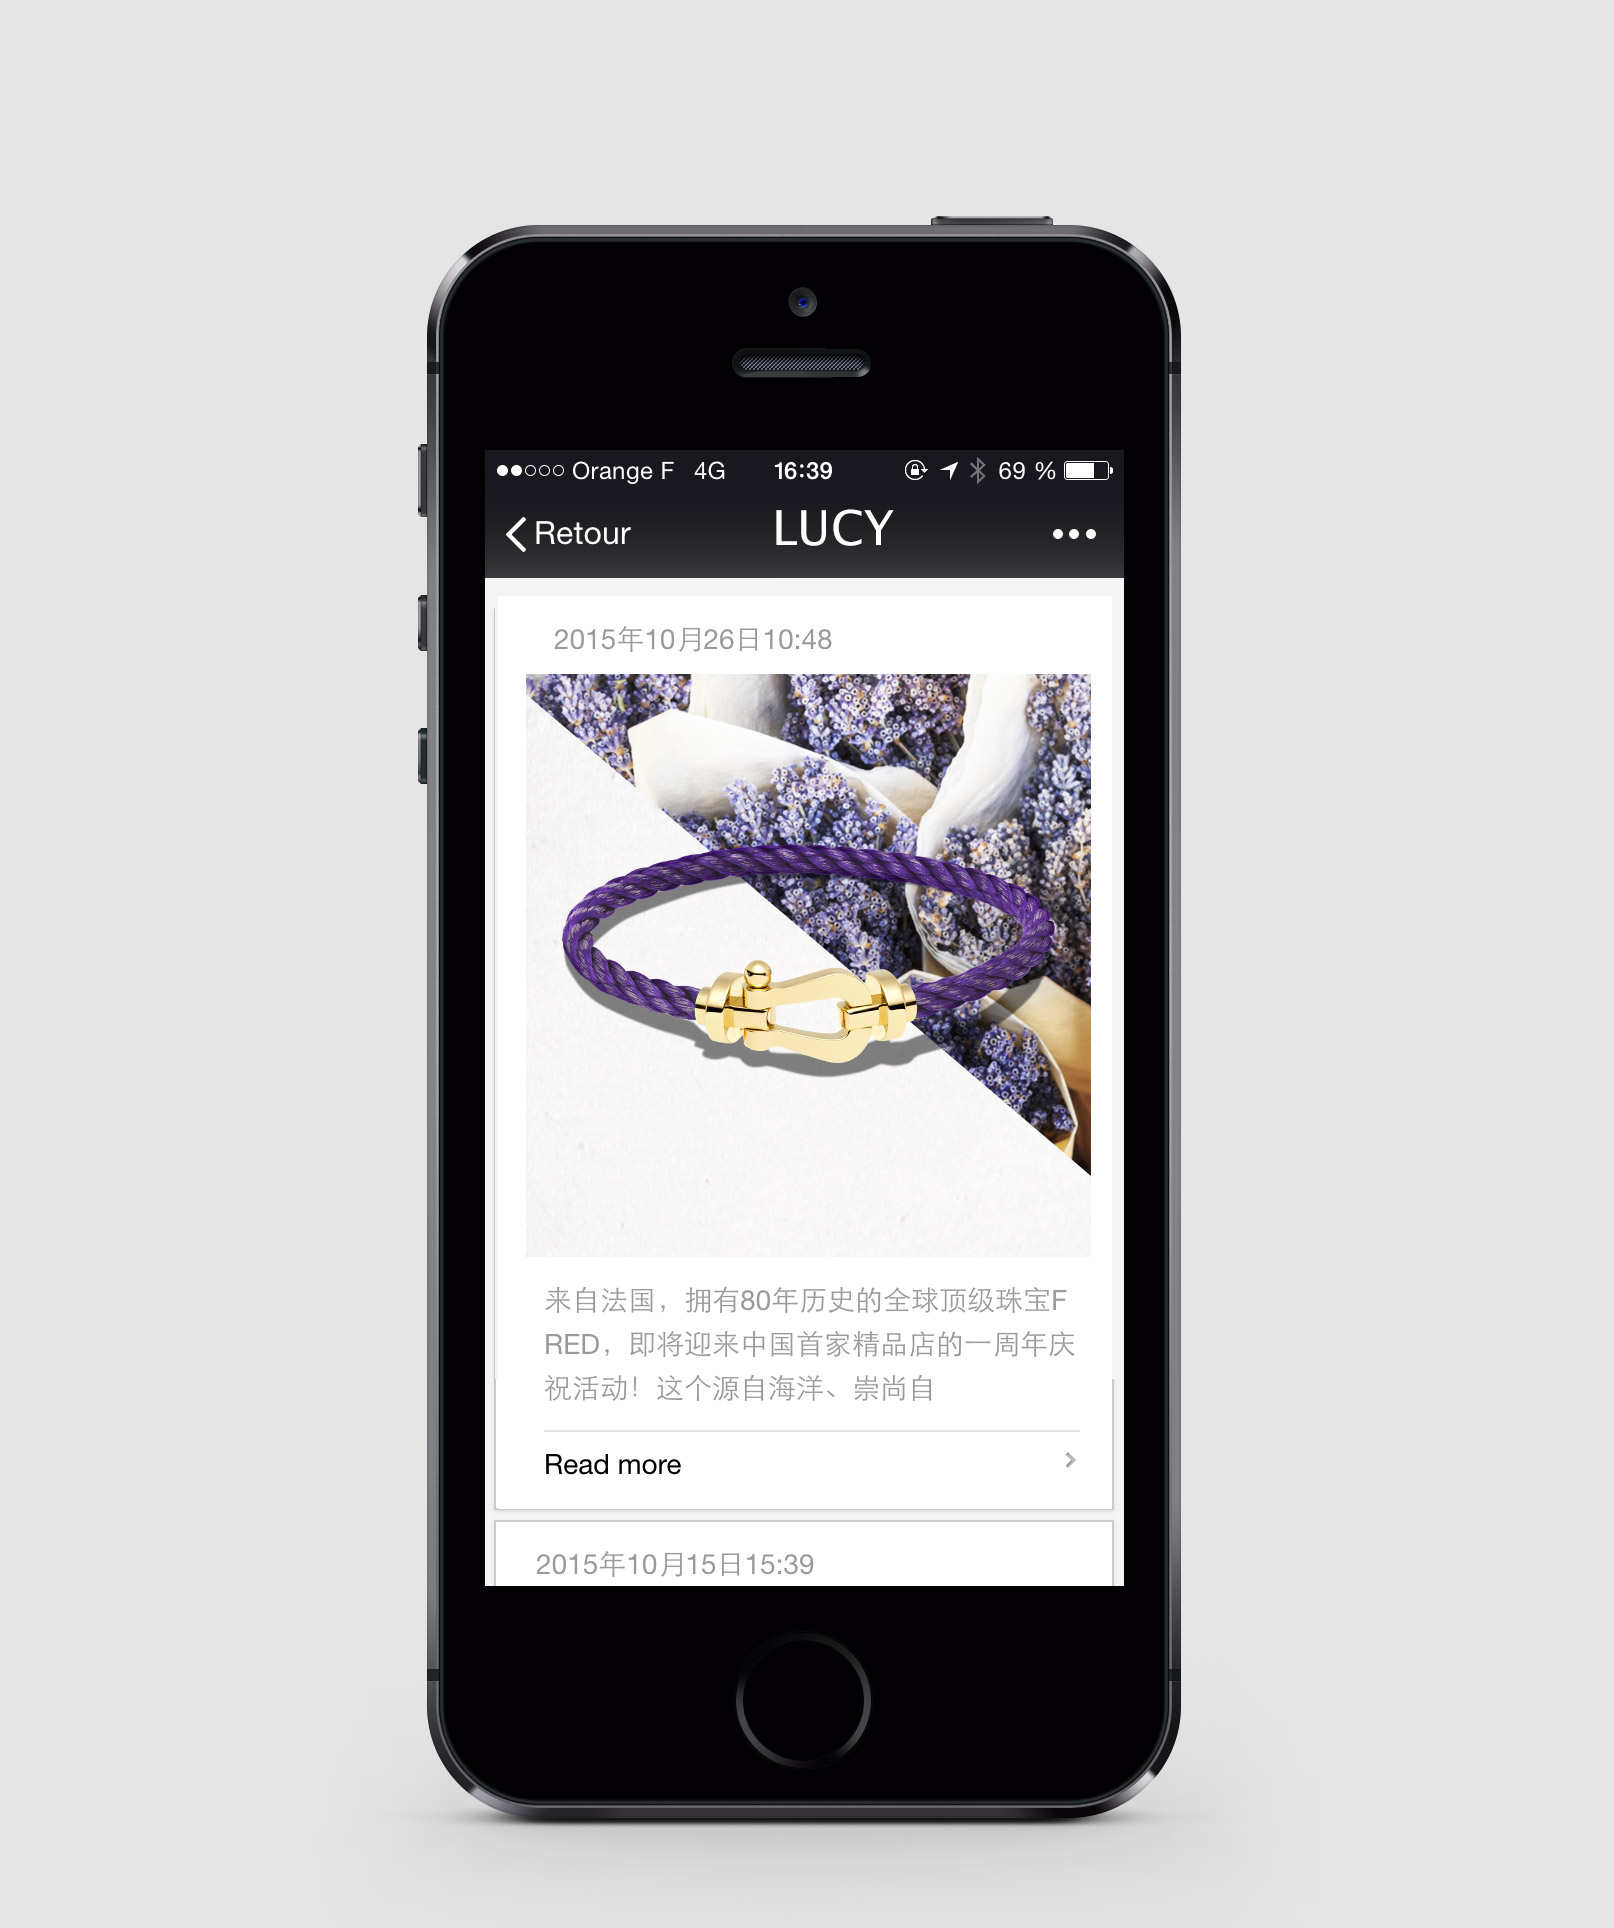 Orange F 4G 16:39 69 %
Retour LUCY
2015年10月26日10:48
来自法国，拥有80年历史的全球顶级珠宝F
RED，即将迎来中国首家精品店的一周年庆
祝活动！这个源自海洋、崇尚自
Read more
2015年10月15日15:39